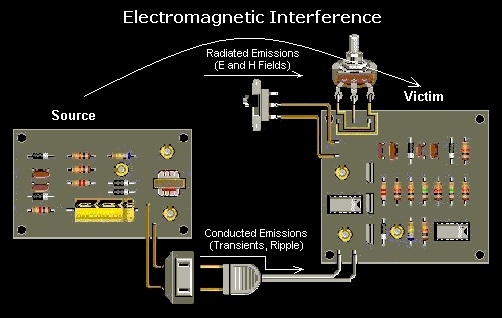 Electromagnetic Interference
Radiated Emissions
(E and H Fields)
Source
Victim
Conducted Emissions
(Transients, Ripple)